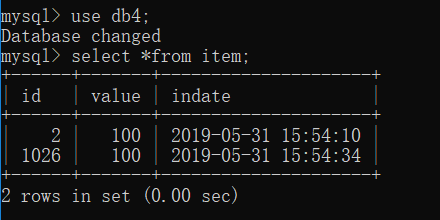 mysql> use db4;
Database changed
mysql> select *from item;
+------+-------+---------------------+
| id   | value | indate              |
+------+-------+---------------------+
|    2 |   100 | 2019-05-31 15:54:10 |
| 1026 |   100 | 2019-05-31 15:54:34 |
+------+-------+---------------------+
2 rows in set (0.00 sec)